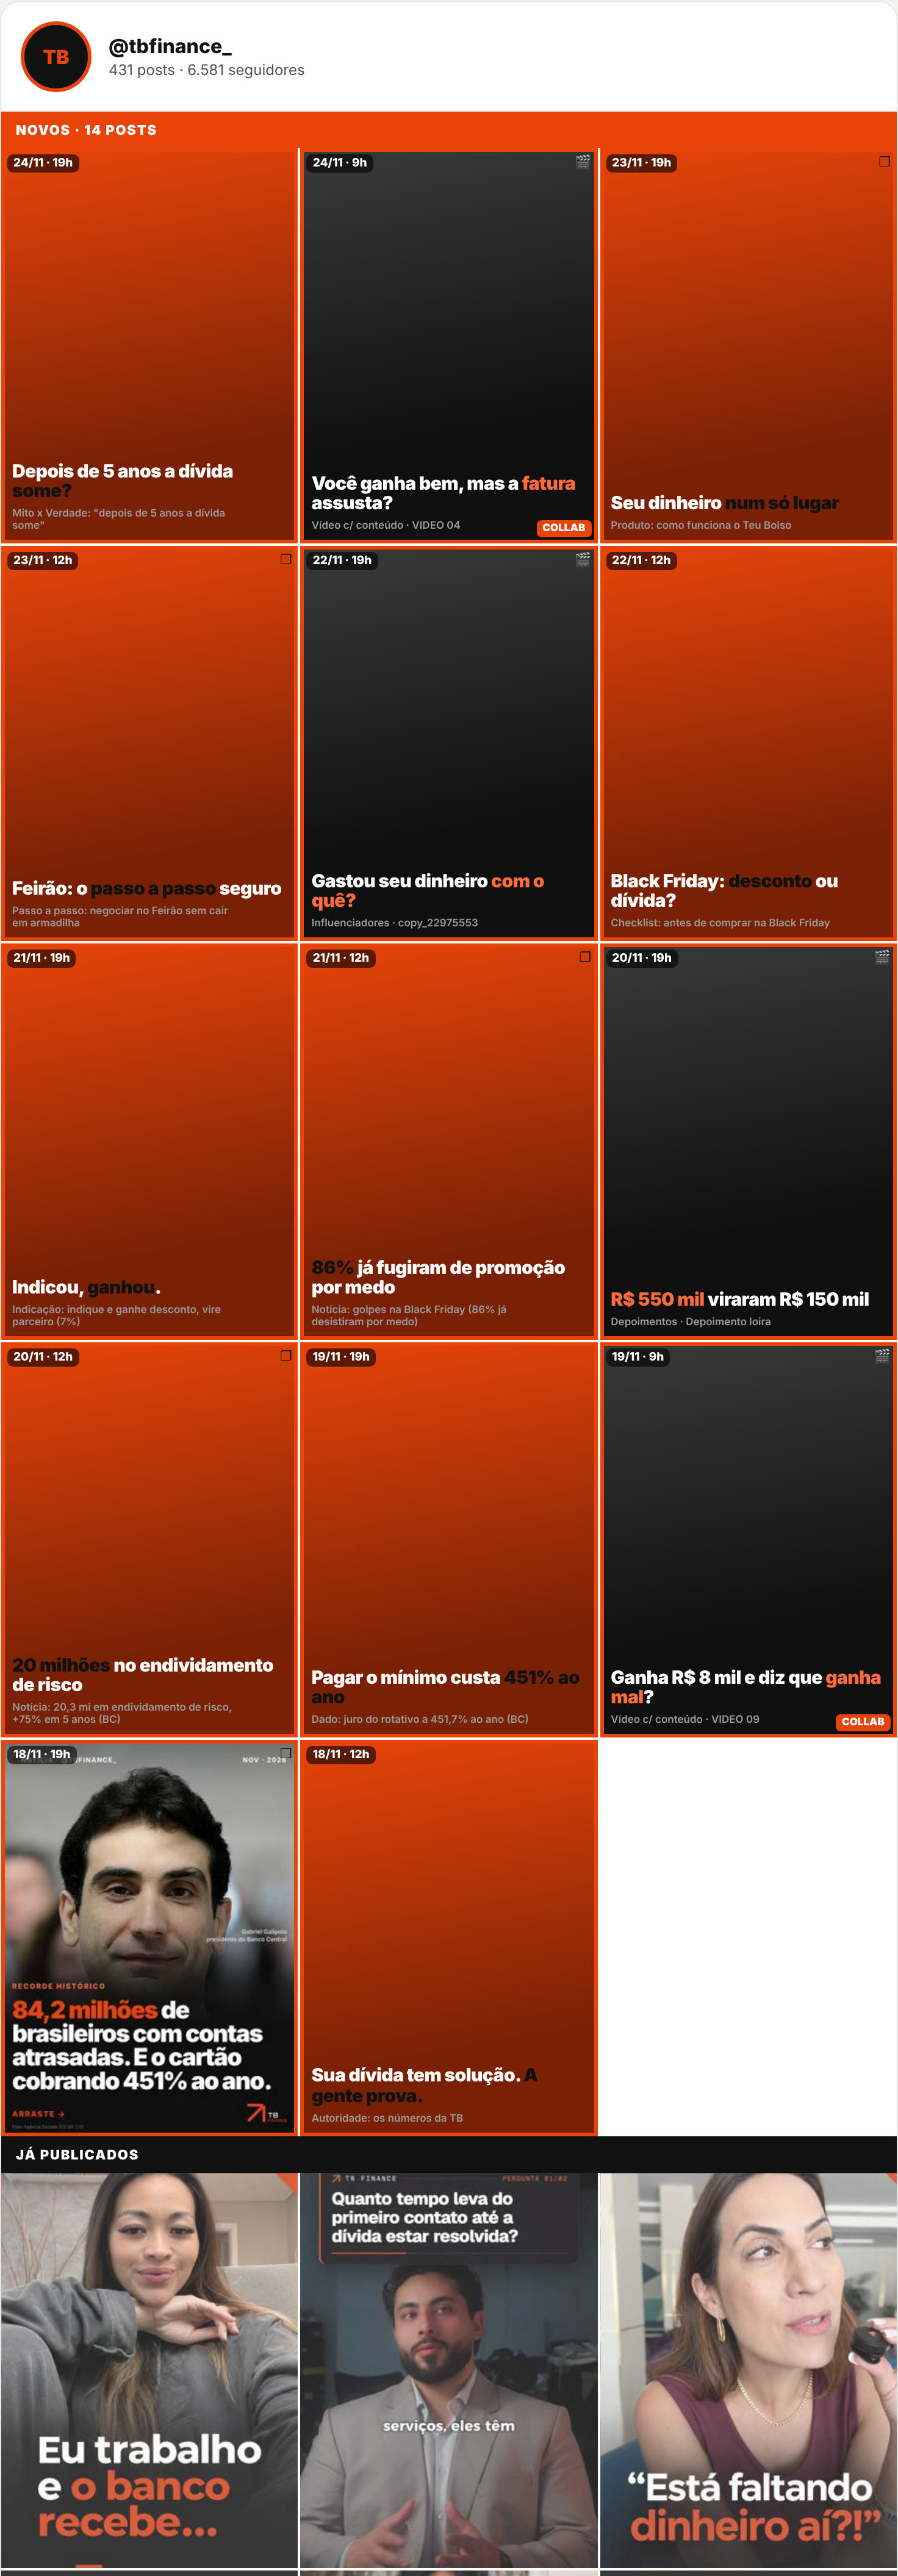 TB
@tbfinance_
431 posts · 6.581 seguidores
NOVOS · 14 POSTS
24/11 · 19h
Depois de 5 anos a dívida
some?
Mito x Verdade: "depois de 5 anos a dívida
some"
24/11 · 9h
Você ganha bem, mas a fatura
assusta?
Vídeo c/ conteúdo · VIDEO 04
COLLAB
23/11 · 19h
Seu dinheiro num só lugar
Produto: como funciona o Teu Bolso
23/11 · 12h
Feirão: o passo a passo seguro
Passo a passo: negociar no Feirão sem cair
em armadilha
22/11 · 19h
Gastou seu dinheiro com o
quê?
Influenciadores · copy_22975553
22/11 · 12h
Black Friday: desconto ou
dívida?
Checklist: antes de comprar na Black Friday
21/11 · 19h
Indicou, ganhou.
Indicação: indique e ganhe desconto, vire
parceiro (7%)
21/11 · 12h
86% já fugiram de promoção
por medo
Notícia: golpes na Black Friday (86% já
desistiram por medo)
20/11 · 19h
R$ 550 mil viraram R$ 150 mil
Depoimentos · Depoimento loira
20/11 · 12h
20 milhões no endividamento
de risco
Notícia: 20,3 mi em endividamento de risco,
+75% em 5 anos (BC)
19/11 · 19h
Pagar o mínimo custa 451% ao
ano
Dado: juro do rotativo a 451,7% ao ano (BC)
19/11 · 9h
Ganha R$ 8 mil e diz que ganha
mal?
Vídeo c/ conteúdo · VIDEO 09
COLLAB
18/11 · 19h
NOV · 2026
Gabriel Galípolo
presidente do Banco Central
RECORDE HISTÓRICO
84,2 milhões de
brasileiros com contas
atrasadas. E o cartão
cobrando 451% ao ano.
ARRASTE →
TB
FINANCE
18/11 · 12h
Sua dívida tem solução. A
gente prova.
Autoridade: os números da TB
JÁ PUBLICADOS
Eu trabalho
e o banco
recebe...
TB FINANCE
PERGUNTA 01/02
Quanto tempo leva do
primeiro contato até a
dívida estar resolvida?
serviços, eles têm
“Está faltando
dinheiro aí?!”